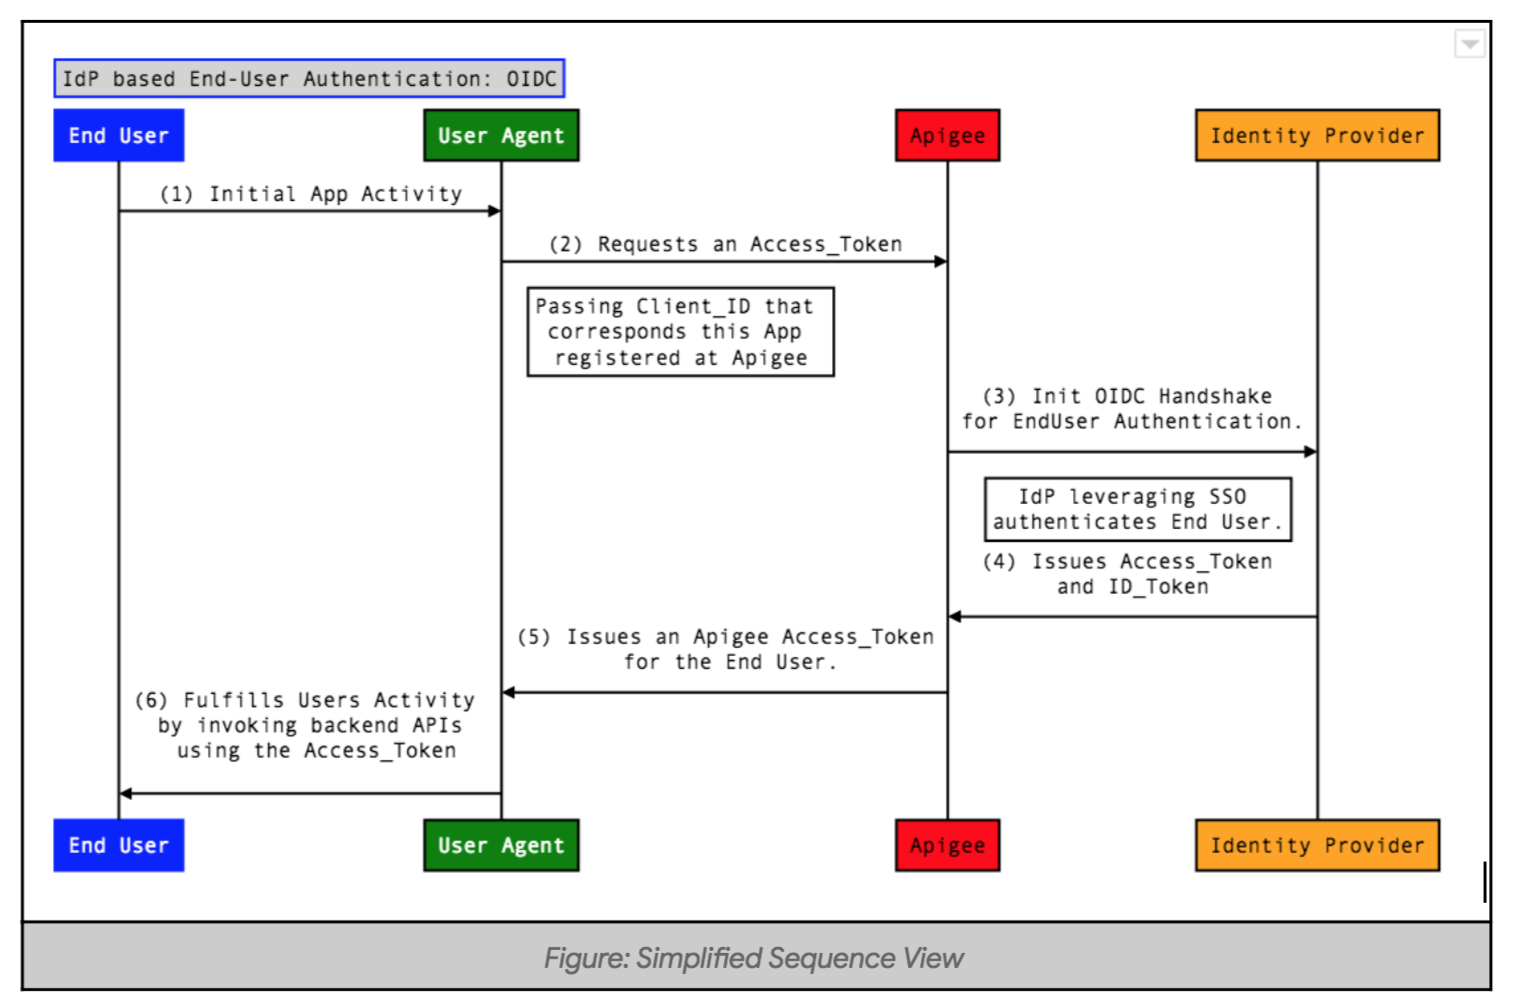 IdP based End-User Authentication: OIDC
End User
User Agent
Apigee
Identity Provider
(1) Initial App Activity
(2) Requests an Access_Token
Passing Client_ID that
corresponds this App
registered at Apigee
(3) Init OIDC Handshake
for EndUser Authentication.
IdP leveraging SSO
authenticates End User.
(4) Issues Access_Token
and ID_Token
(5) Issues an Apigee Access_Token
for the End User.
(6) Fulfills Users Activity
by invoking backend APIs
using the Access_Token
End User
User Agent
Apigee
Identity Provider
Figure: Simplified Sequence View